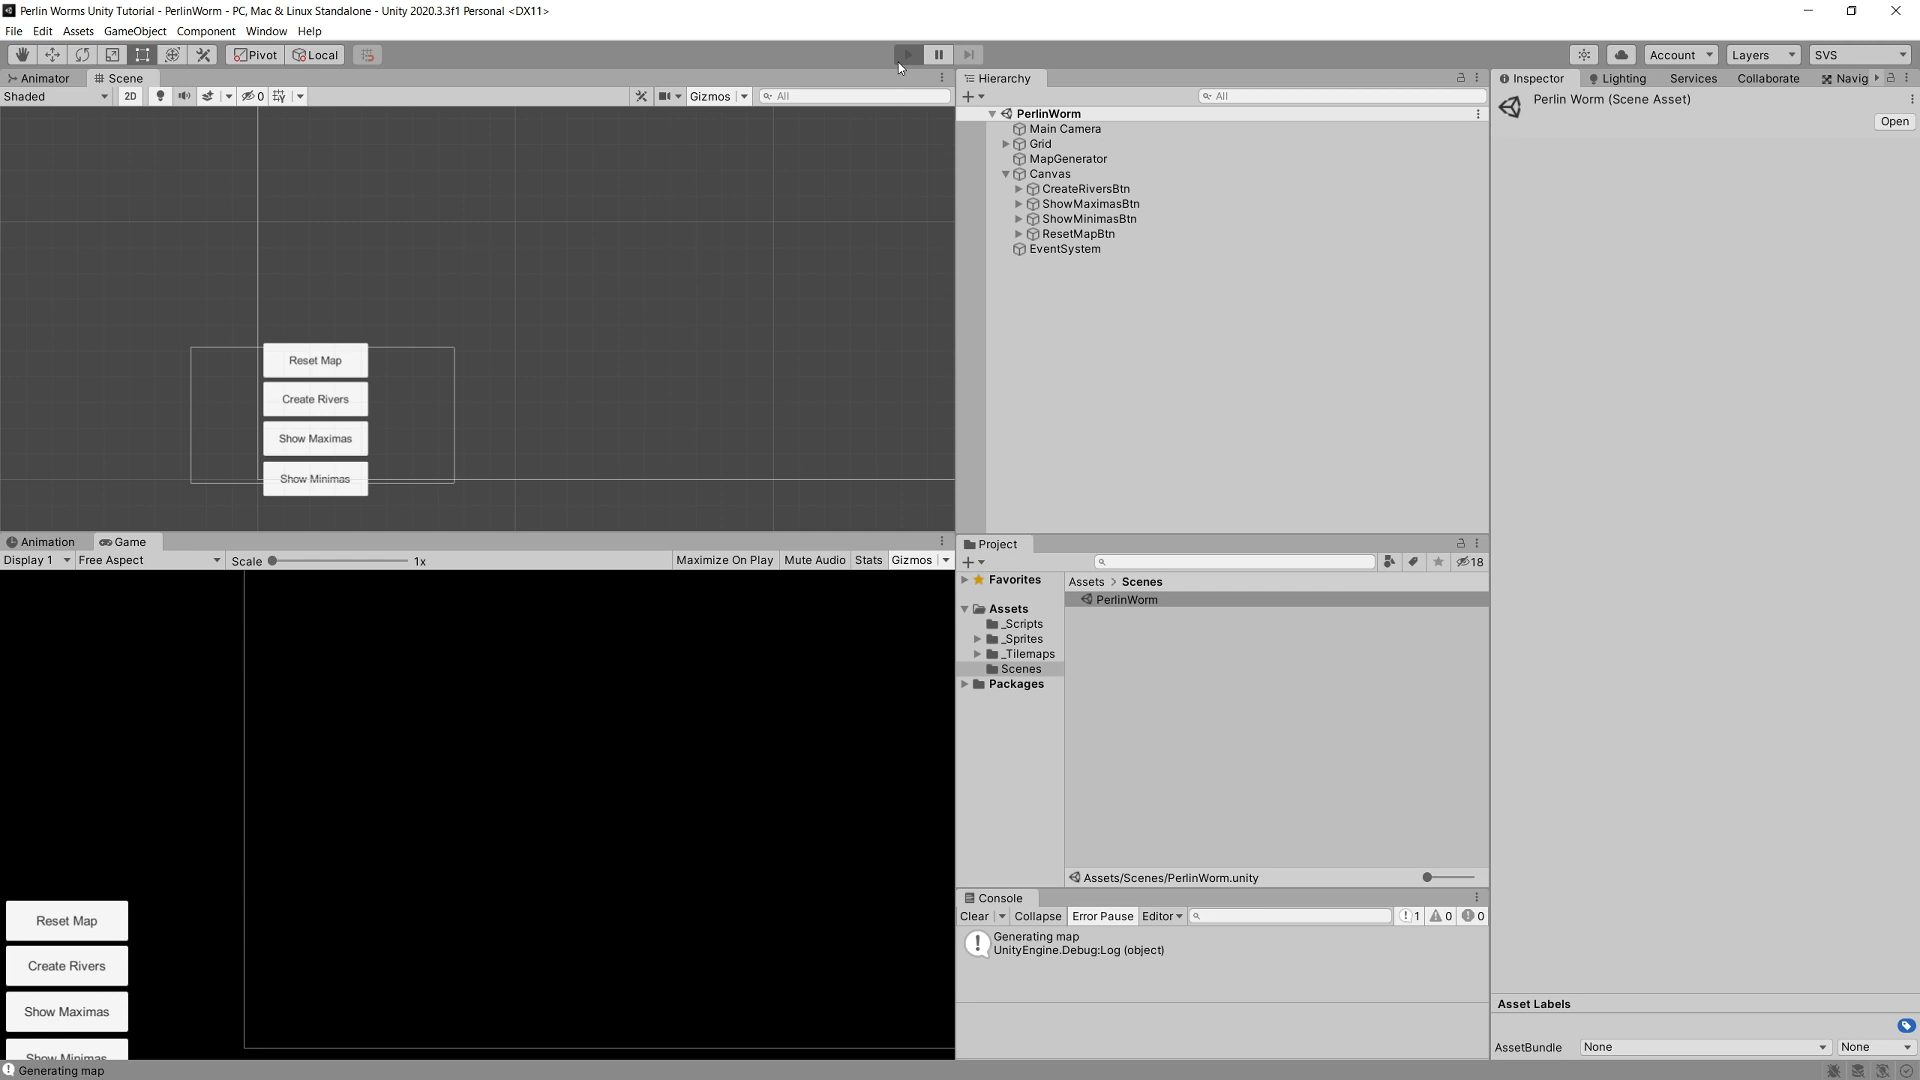 Perlin Worms Unity Tutorial - PerlinWorm - PC, Mac & Linux Standalone - Unity 2020.3.3f1 Personal <DX11>
File Edit Assets GameObject Component Window Help
Pivot Local Account Layers SVS
Animator Scene
Shaded 2D 0 Gizmos All
Reset Map
Create Rivers
Show Maximas
Show Minimas
Animation Game
Display 1 Free Aspect Scale 1x Maximize On Play Mute Audio Stats Gizmos
Reset Map
Create Rivers
Show Maximas
Show Minimas
Hierarchy
All
PerlinWorm
Main Camera
Grid
MapGenerator
Canvas
CreateRiversBtn
ShowMaximasBtn
ShowMinimasBtn
ResetMapBtn
EventSystem
Project
18
Favorites
Assets
_Scripts
_Sprites
_Tilemaps
Scenes
Packages
Assets > Scenes
PerlinWorm
Assets/Scenes/PerlinWorm.unity
Console
Clear Collapse Error Pause Editor 1 0 0
Generating map
UnityEngine.Debug:Log (object)
Inspector Lighting Services Collaborate Navig
Perlin Worm (Scene Asset)
Open
Asset Labels
AssetBundle None None
Generating map